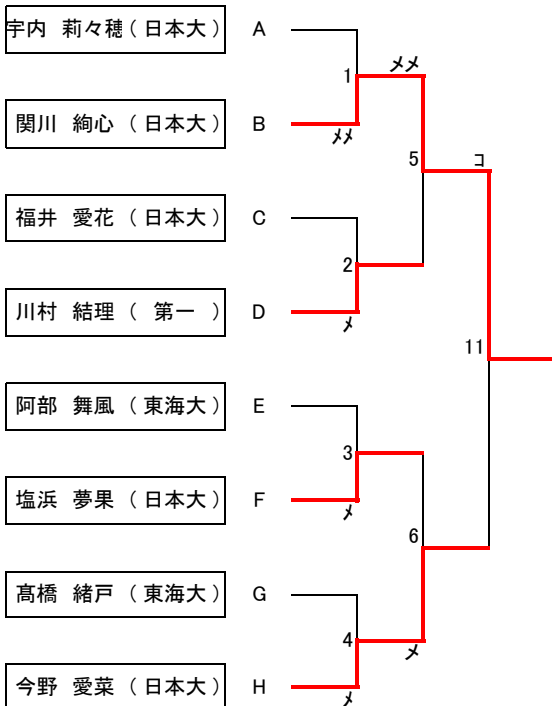 宇内 莉々穂（日本大） A
メメ
1
関川 絢心（日本大） B
メメ
5
コ
福井 愛花（日本大） C
2
川村 結理（ 第一 ） D
メ
11
阿部 舞風（東海大） E
3
塩浜 夢果（日本大） F
メ
6
髙橋 緒戸（東海大） G
4
メ
今野 愛菜（日本大） H
メ